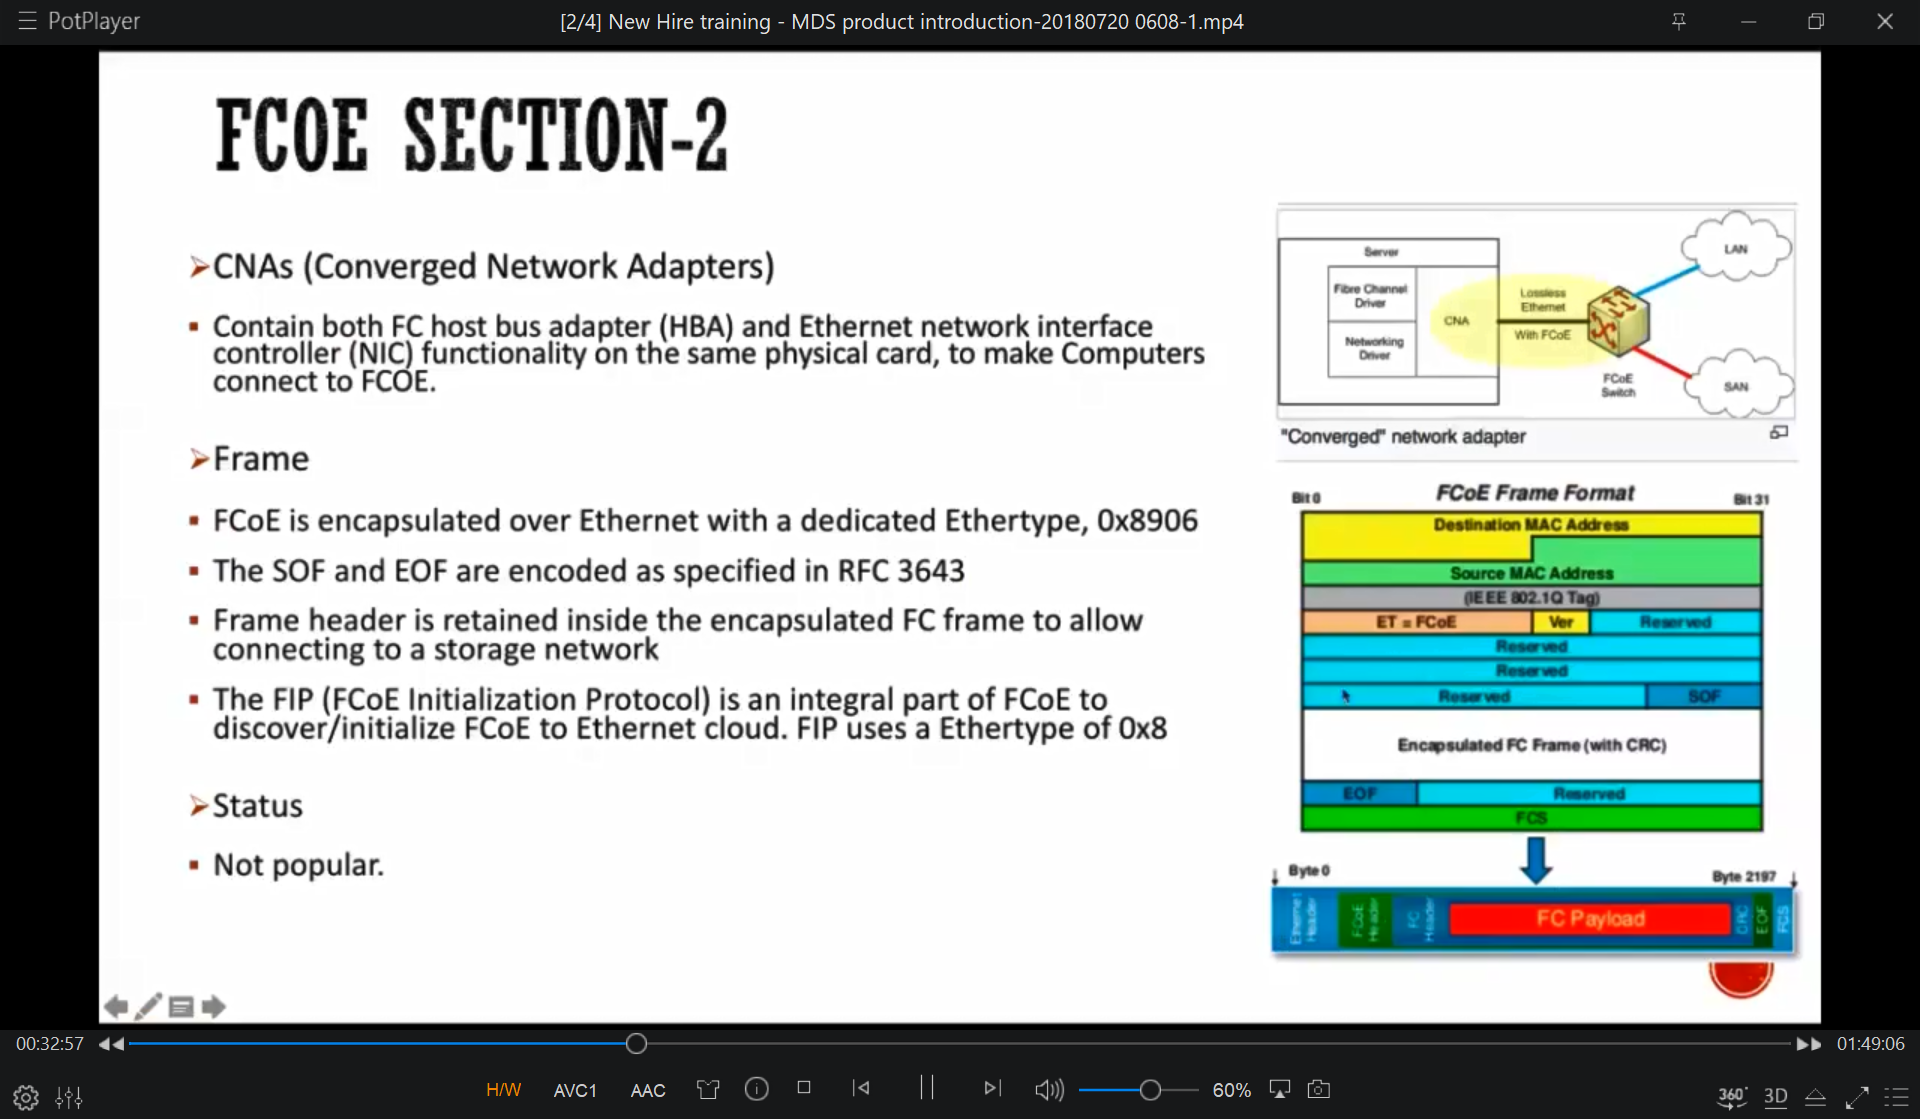 PotPlayer
[2/4] New Hire training - MDS product introduction-20180720 0608-1.mp4
FCOE SECTION-2
CNAs (Converged Network Adapters)
Contain both FC host bus adapter (HBA) and Ethernet network interface
controller (NIC) functionality on the same physical card, to make Computers
connect to FCOE.
Frame
FCoE is encapsulated over Ethernet with a dedicated Ethertype, 0x8906
The SOF and EOF are encoded as specified in RFC 3643
Frame header is retained inside the encapsulated FC frame to allow
connecting to a storage network
The FIP (FCoE Initialization Protocol) is an integral part of FCoE to
discover/initialize FCoE to Ethernet cloud. FIP uses a Ethertype of 0x8
Status
Not popular.
Server
Fibre Channel
Driver
Networking
Driver
CNA
Lossless
Ethernet
With FCoE
FCoE
Switch
LAN
SAN
"Converged" network adapter
Bit 0
FCoE Frame Format
Bit 31
Destination MAC Address
Source MAC Address
(IEEE 802.1Q Tag)
ET = FCoE
Ver
Reserved
Reserved
Reserved
Reserved
SOF
Encapsulated FC Frame (with CRC)
EOF
Reserved
FCS
Byte 0
Byte 2197
Ethernet
Header
FCoE
Header
FC
Header
FC Payload
CRC
EOF
FCS
00:32:57
01:49:06
H/W
AVC1
AAC
60%
360°
3D